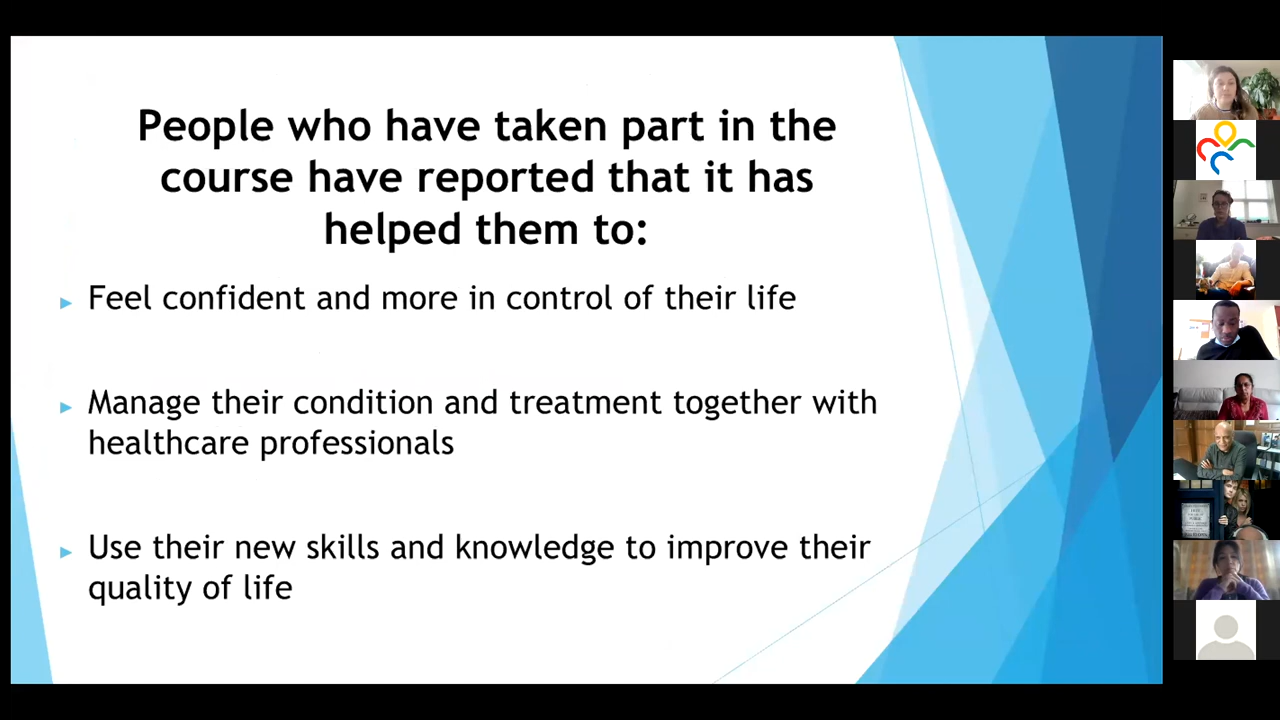 People who have taken part in the
course have reported that it has
helped them to:
Feel confident and more in control of their life
Manage their condition and treatment together with
healthcare professionals
Use their new skills and knowledge to improve their
quality of life